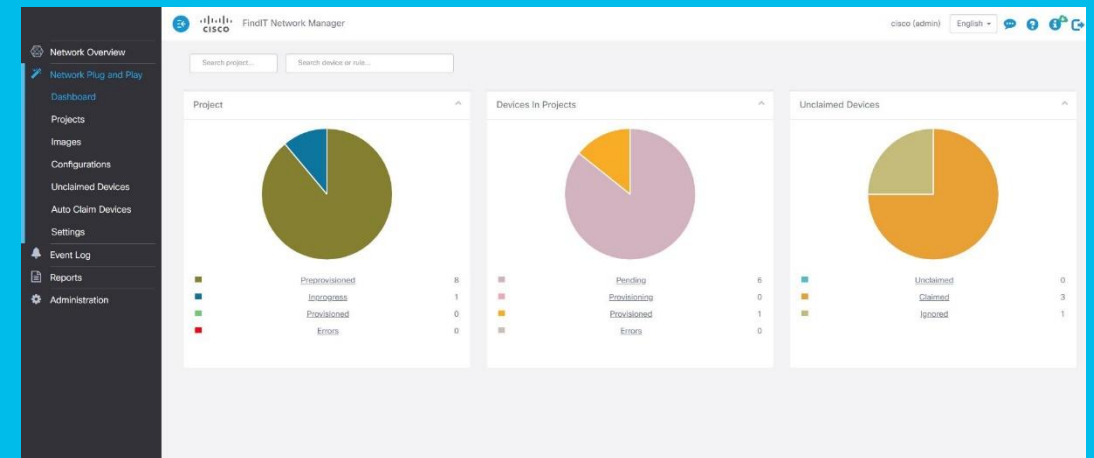 CISCO
FindIT Network Manager
cisco (admin)
English
Network Overview
Network Plug and Play
Dashboard
Projects
Images
Configurations
Unclaimed Devices
Auto Claim Devices
Settings
Event Log
Reports
Administration
Search project...
Search device or rule...
Project
Preprovisioned 8
Inprogress 1
Provisioned 0
Errors 0
Devices In Projects
Pending 6
Provisioning 0
Provisioned 1
Errors 0
Unclaimed Devices
Unclaimed 0
Claimed 3
Ignored 1